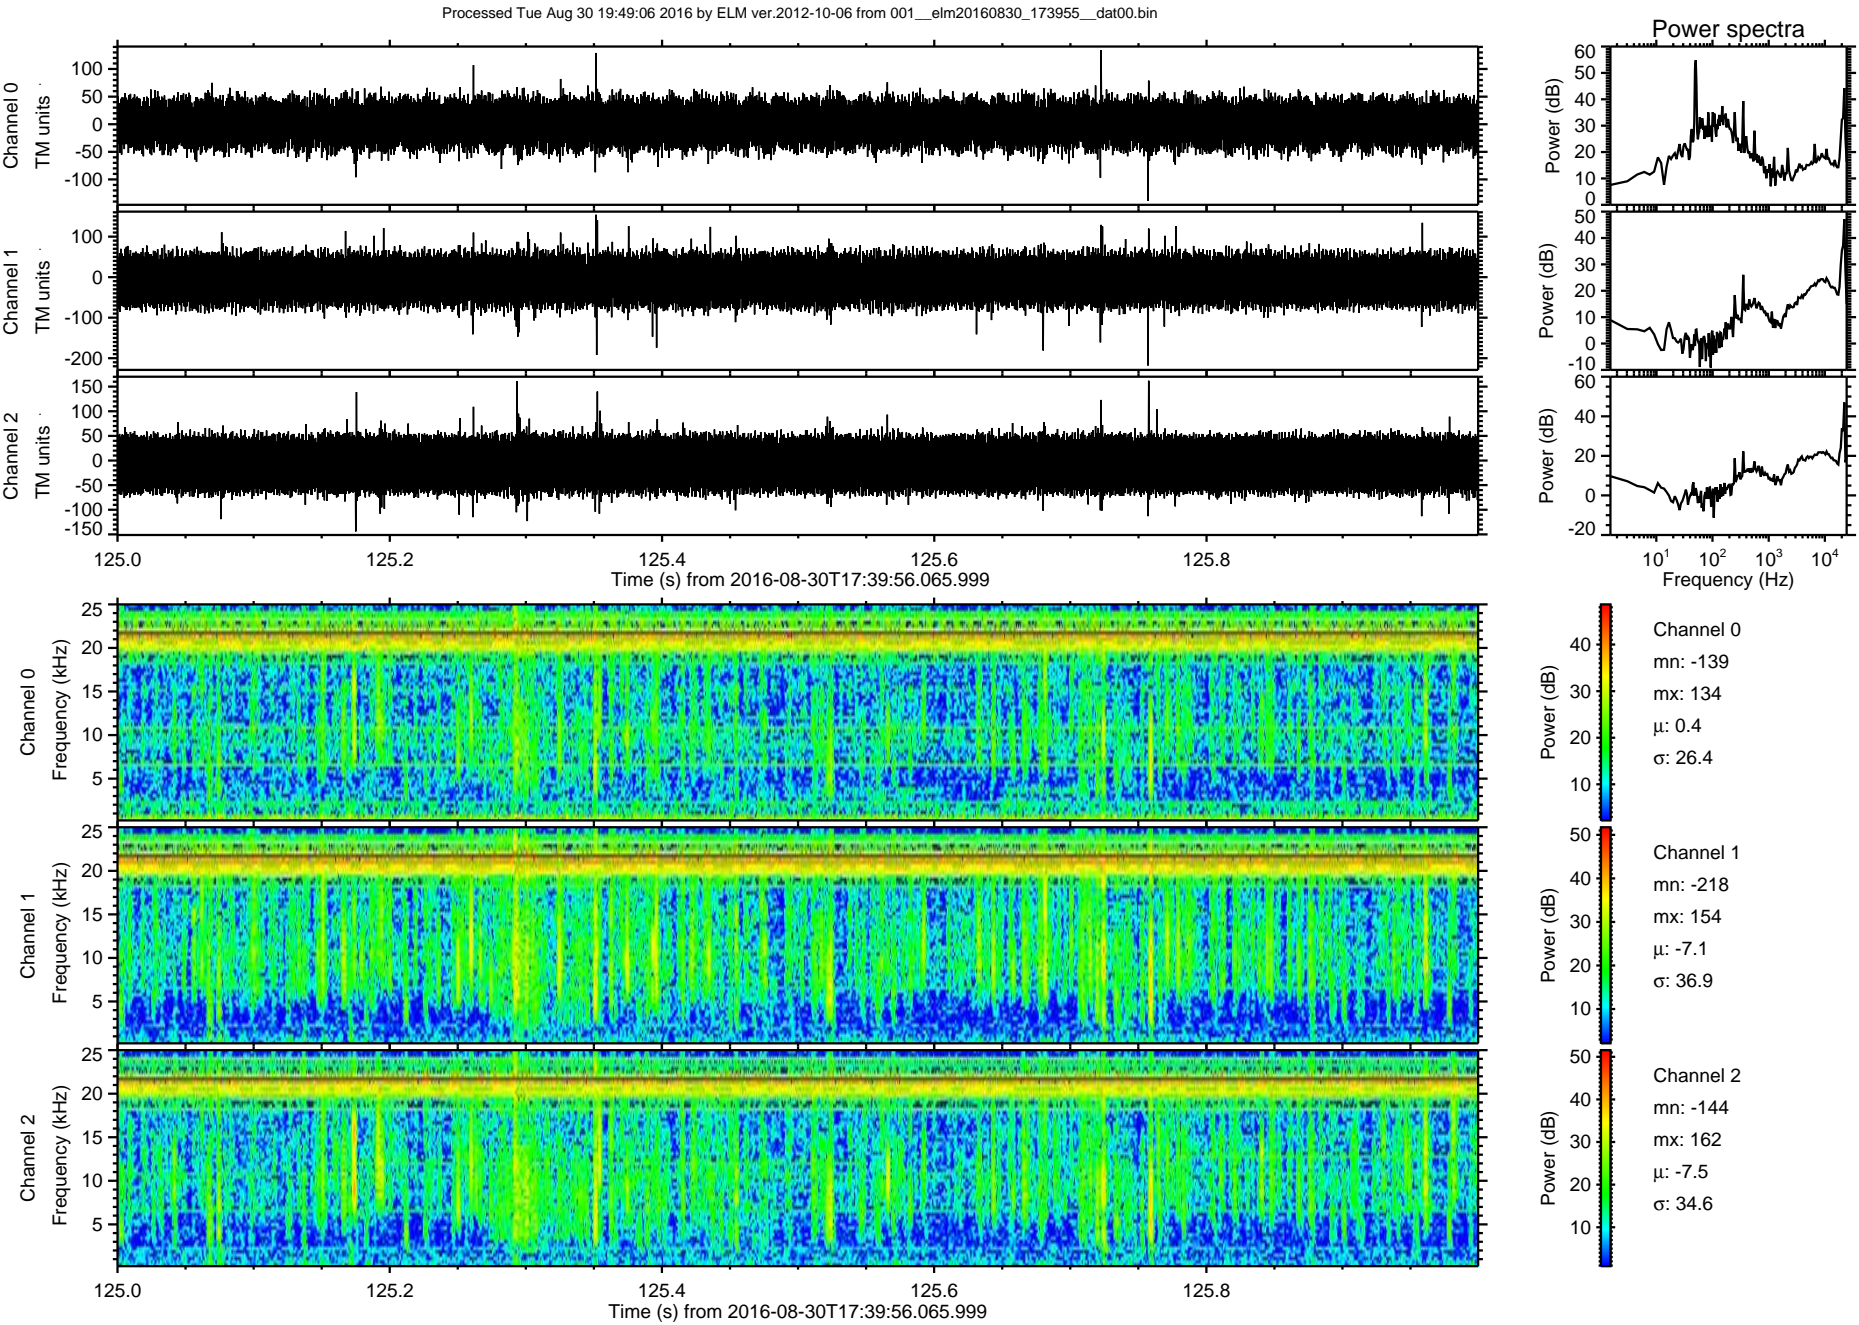 Processed Tue Aug 30 19:49:06 2016 by ELM ver.2012-10-06 from 001__elm20160830_173955__dat00.bin
Power spectra
Channel 0
TM units
100
50
0
-50
-100
Power (dB)
60
50
40
30
20
10
0
Channel 1
TM units
100
0
-100
-200
Power (dB)
50
40
30
20
10
0
-10
Channel 2
TM units
150
100
50
0
-50
-100
-150
Power (dB)
60
40
20
0
-20
125.0 125.2 125.4 125.6 125.8
Time (s) from 2016-08-30T17:39:56.065.999
10¹ 10² 10³ 10⁴
Frequency (Hz)
Channel 0
Frequency (kHz)
25
20
15
10
5
Power (dB)
40
30
20
10
Channel 0
mn: -139
mx: 134
μ: 0.4
σ: 26.4
Channel 1
Frequency (kHz)
25
20
15
10
5
Power (dB)
50
40
30
20
10
Channel 1
mn: -218
mx: 154
μ: -7.1
σ: 36.9
Channel 2
Frequency (kHz)
25
20
15
10
5
Power (dB)
50
40
30
20
10
Channel 2
mn: -144
mx: 162
μ: -7.5
σ: 34.6
125.0 125.2 125.4 125.6 125.8
Time (s) from 2016-08-30T17:39:56.065.999